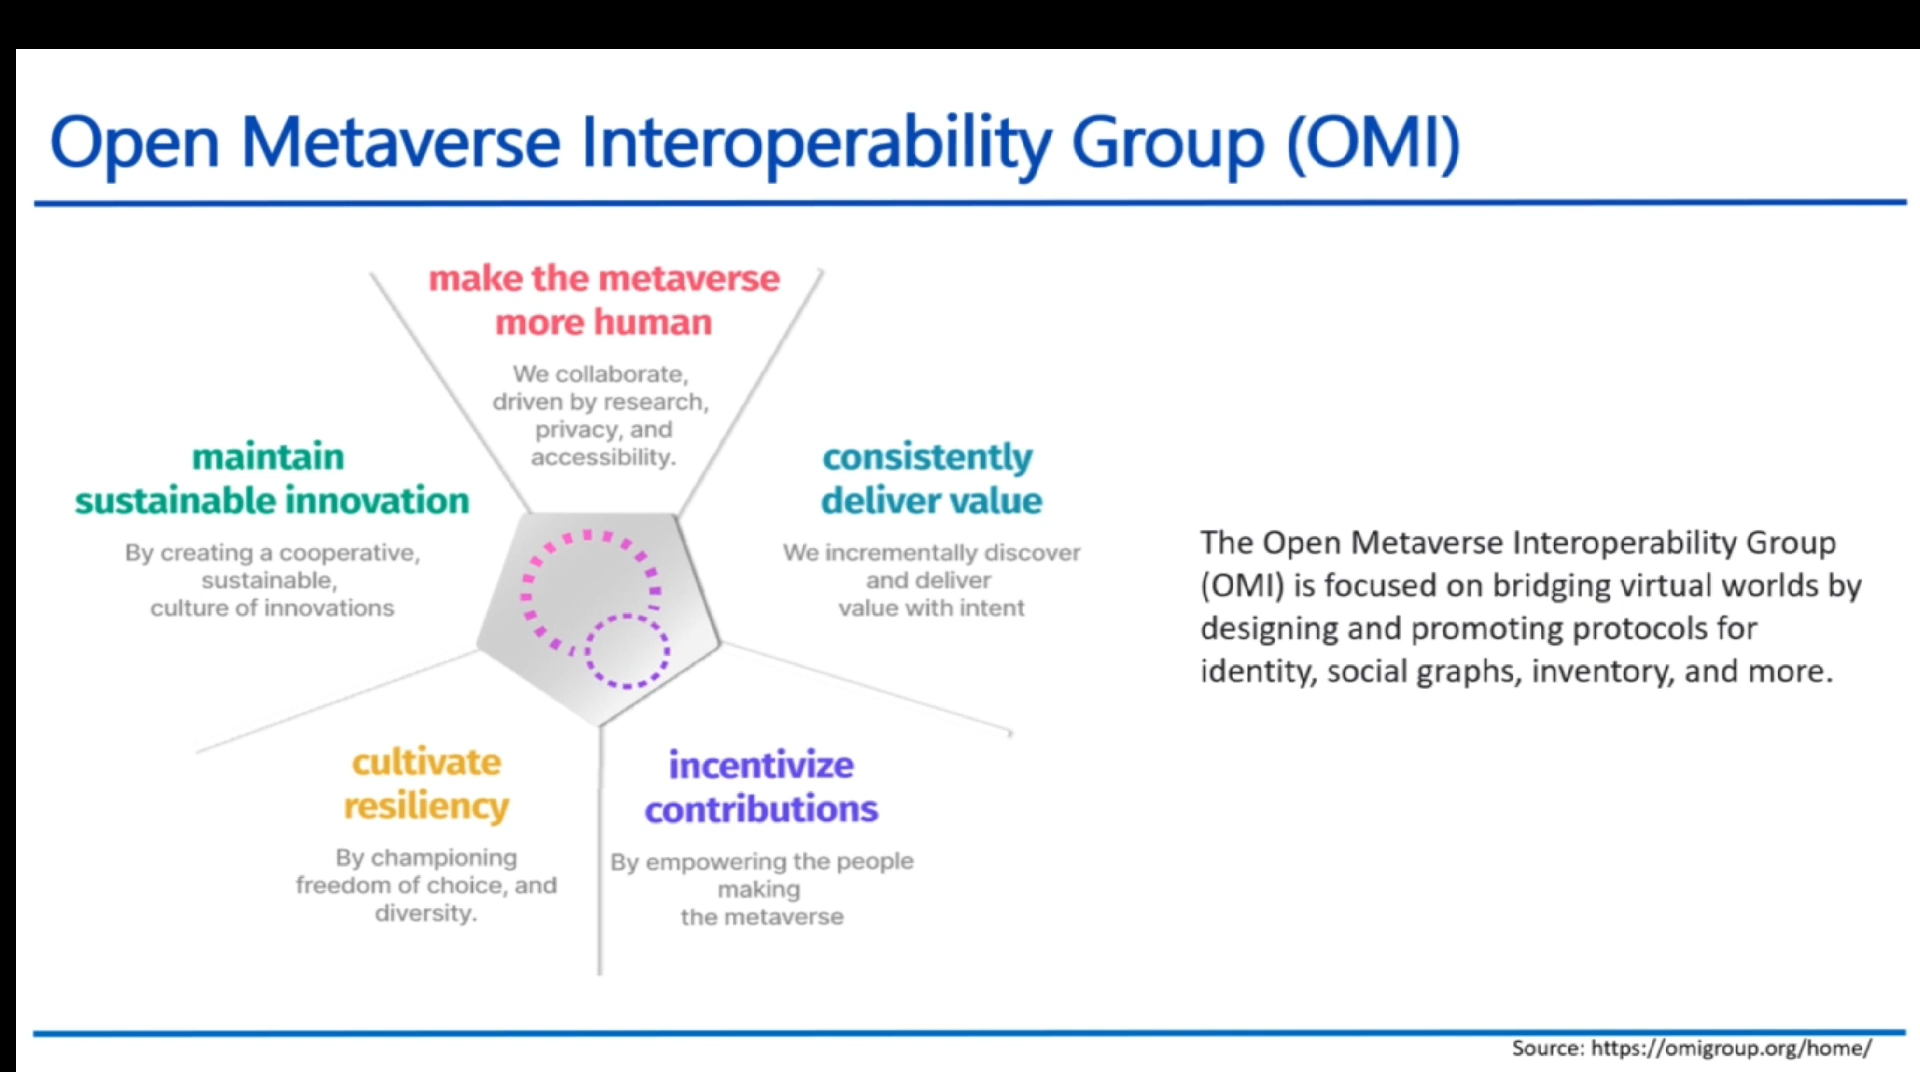 Open Metaverse Interoperability Group (OMI)
make the metaverse
more human
We collaborate,
driven by research,
privacy, and
accessibility.
maintain
sustainable innovation
By creating a cooperative,
sustainable,
culture of innovations
consistently
deliver value
We incrementally discover
and deliver
value with intent
cultivate
resiliency
By championing
freedom of choice, and
diversity.
incentivize
contributions
By empowering the people
making
the metaverse
The Open Metaverse Interoperability Group
(OMI) is focused on bridging virtual worlds by
designing and promoting protocols for
identity, social graphs, inventory, and more.
Source: https://omigroup.org/home/